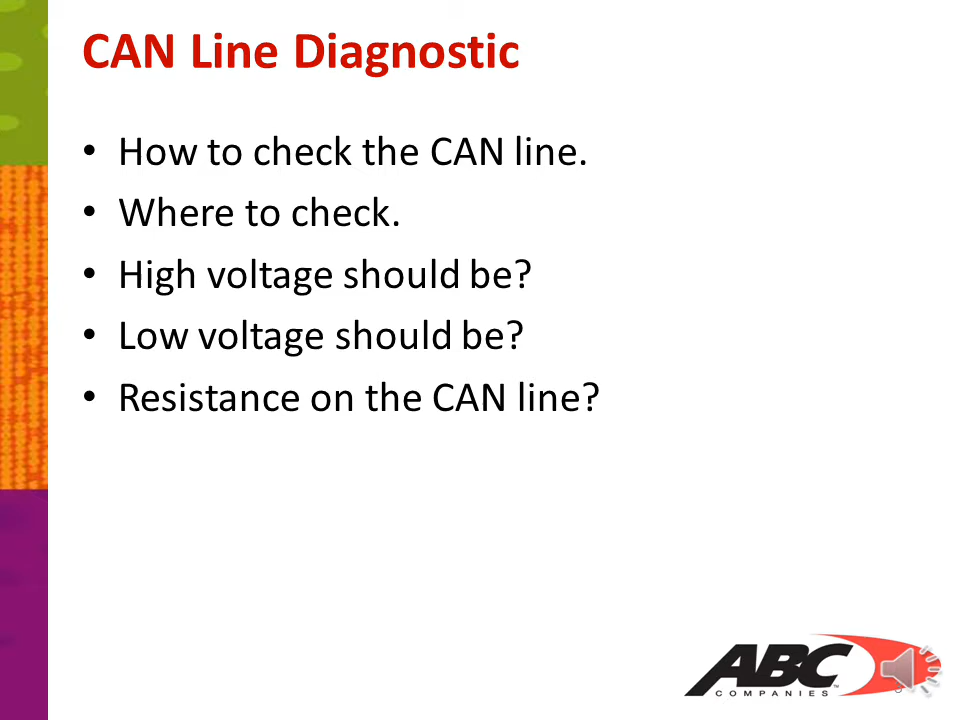 CAN Line Diagnostic
• How to check the CAN line.
• Where to check.
• High voltage should be?
• Low voltage should be?
• Resistance on the CAN line?
ABC
COMPANIES